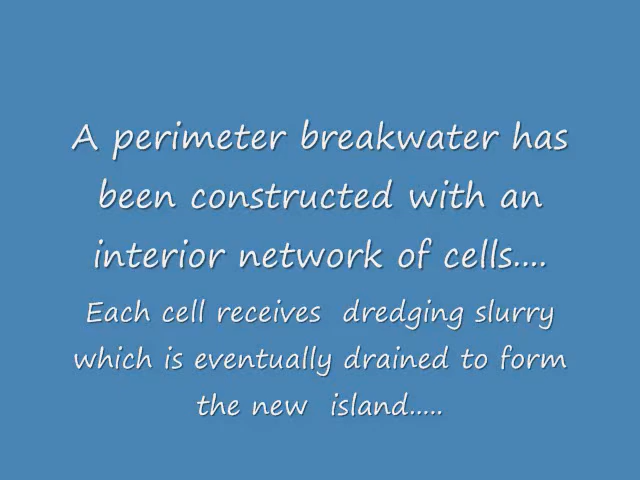 A perimeter breakwater has
been constructed with an
interior network of cells....
Each cell receives  dredging slurry
which is eventually drained to form
the new  island.....